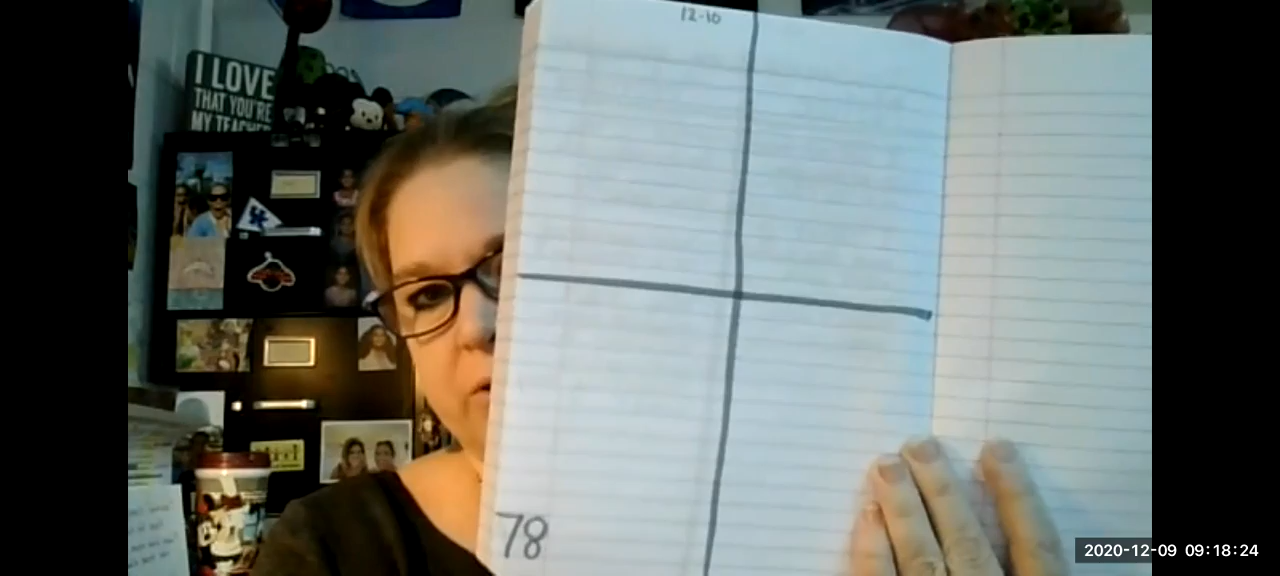 12-10
I LOVE
THAT YOU'RE
MY TEACHER
78
2020-12-09 09:18:24